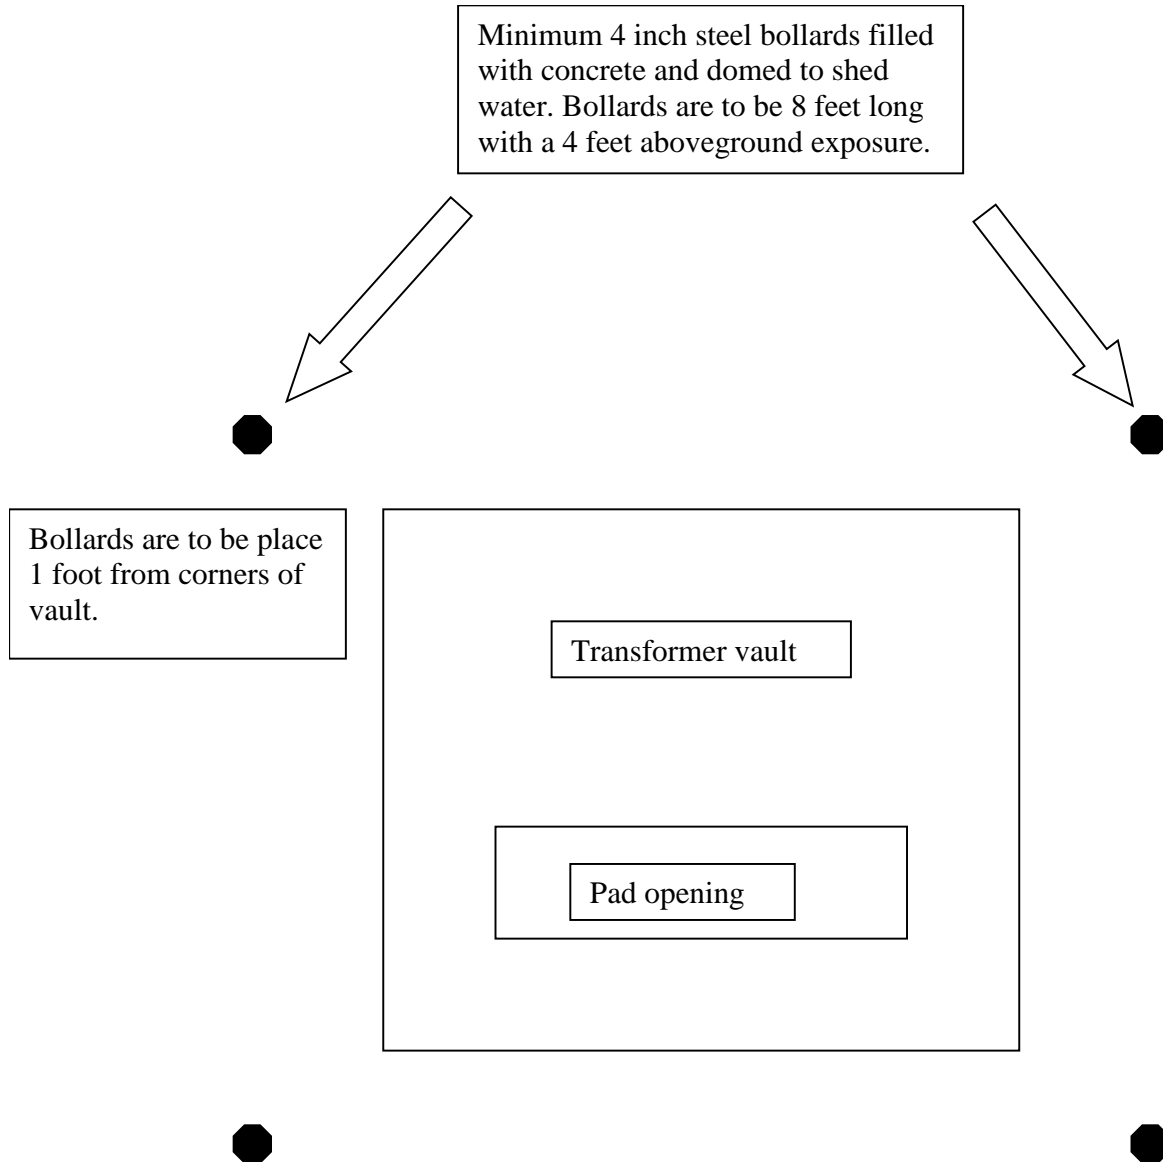 Minimum 4 inch steel bollards filled
with concrete and domed to shed
water. Bollards are to be 8 feet long
with a 4 feet aboveground exposure.
Bollards are to be place
1 foot from corners of
vault.
Transformer vault
Pad opening